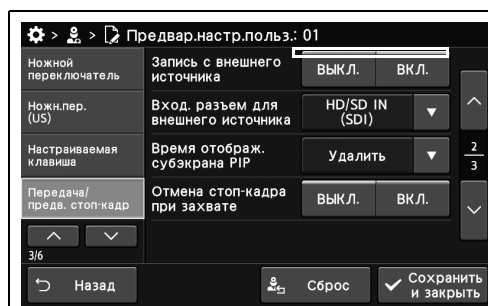 > > Предвар.настр.польз.: 01
Ножной
переключатель
Запись с внешнего
источника
ВЫКЛ.
ВКЛ.
Ножн.пер.
(US)
Вход. разъем для
внешнего источника
HD/SD IN
(SDI)
Настраиваемая
клавиша
Время отображ.
субэкрана PIP
Удалить
2
3
Передача/
предв. стоп-кадр
Отмена стоп-кадра
при захвате
ВЫКЛ.
ВКЛ.
3/6
Назад
Сброс
Сохранить
и закрыть